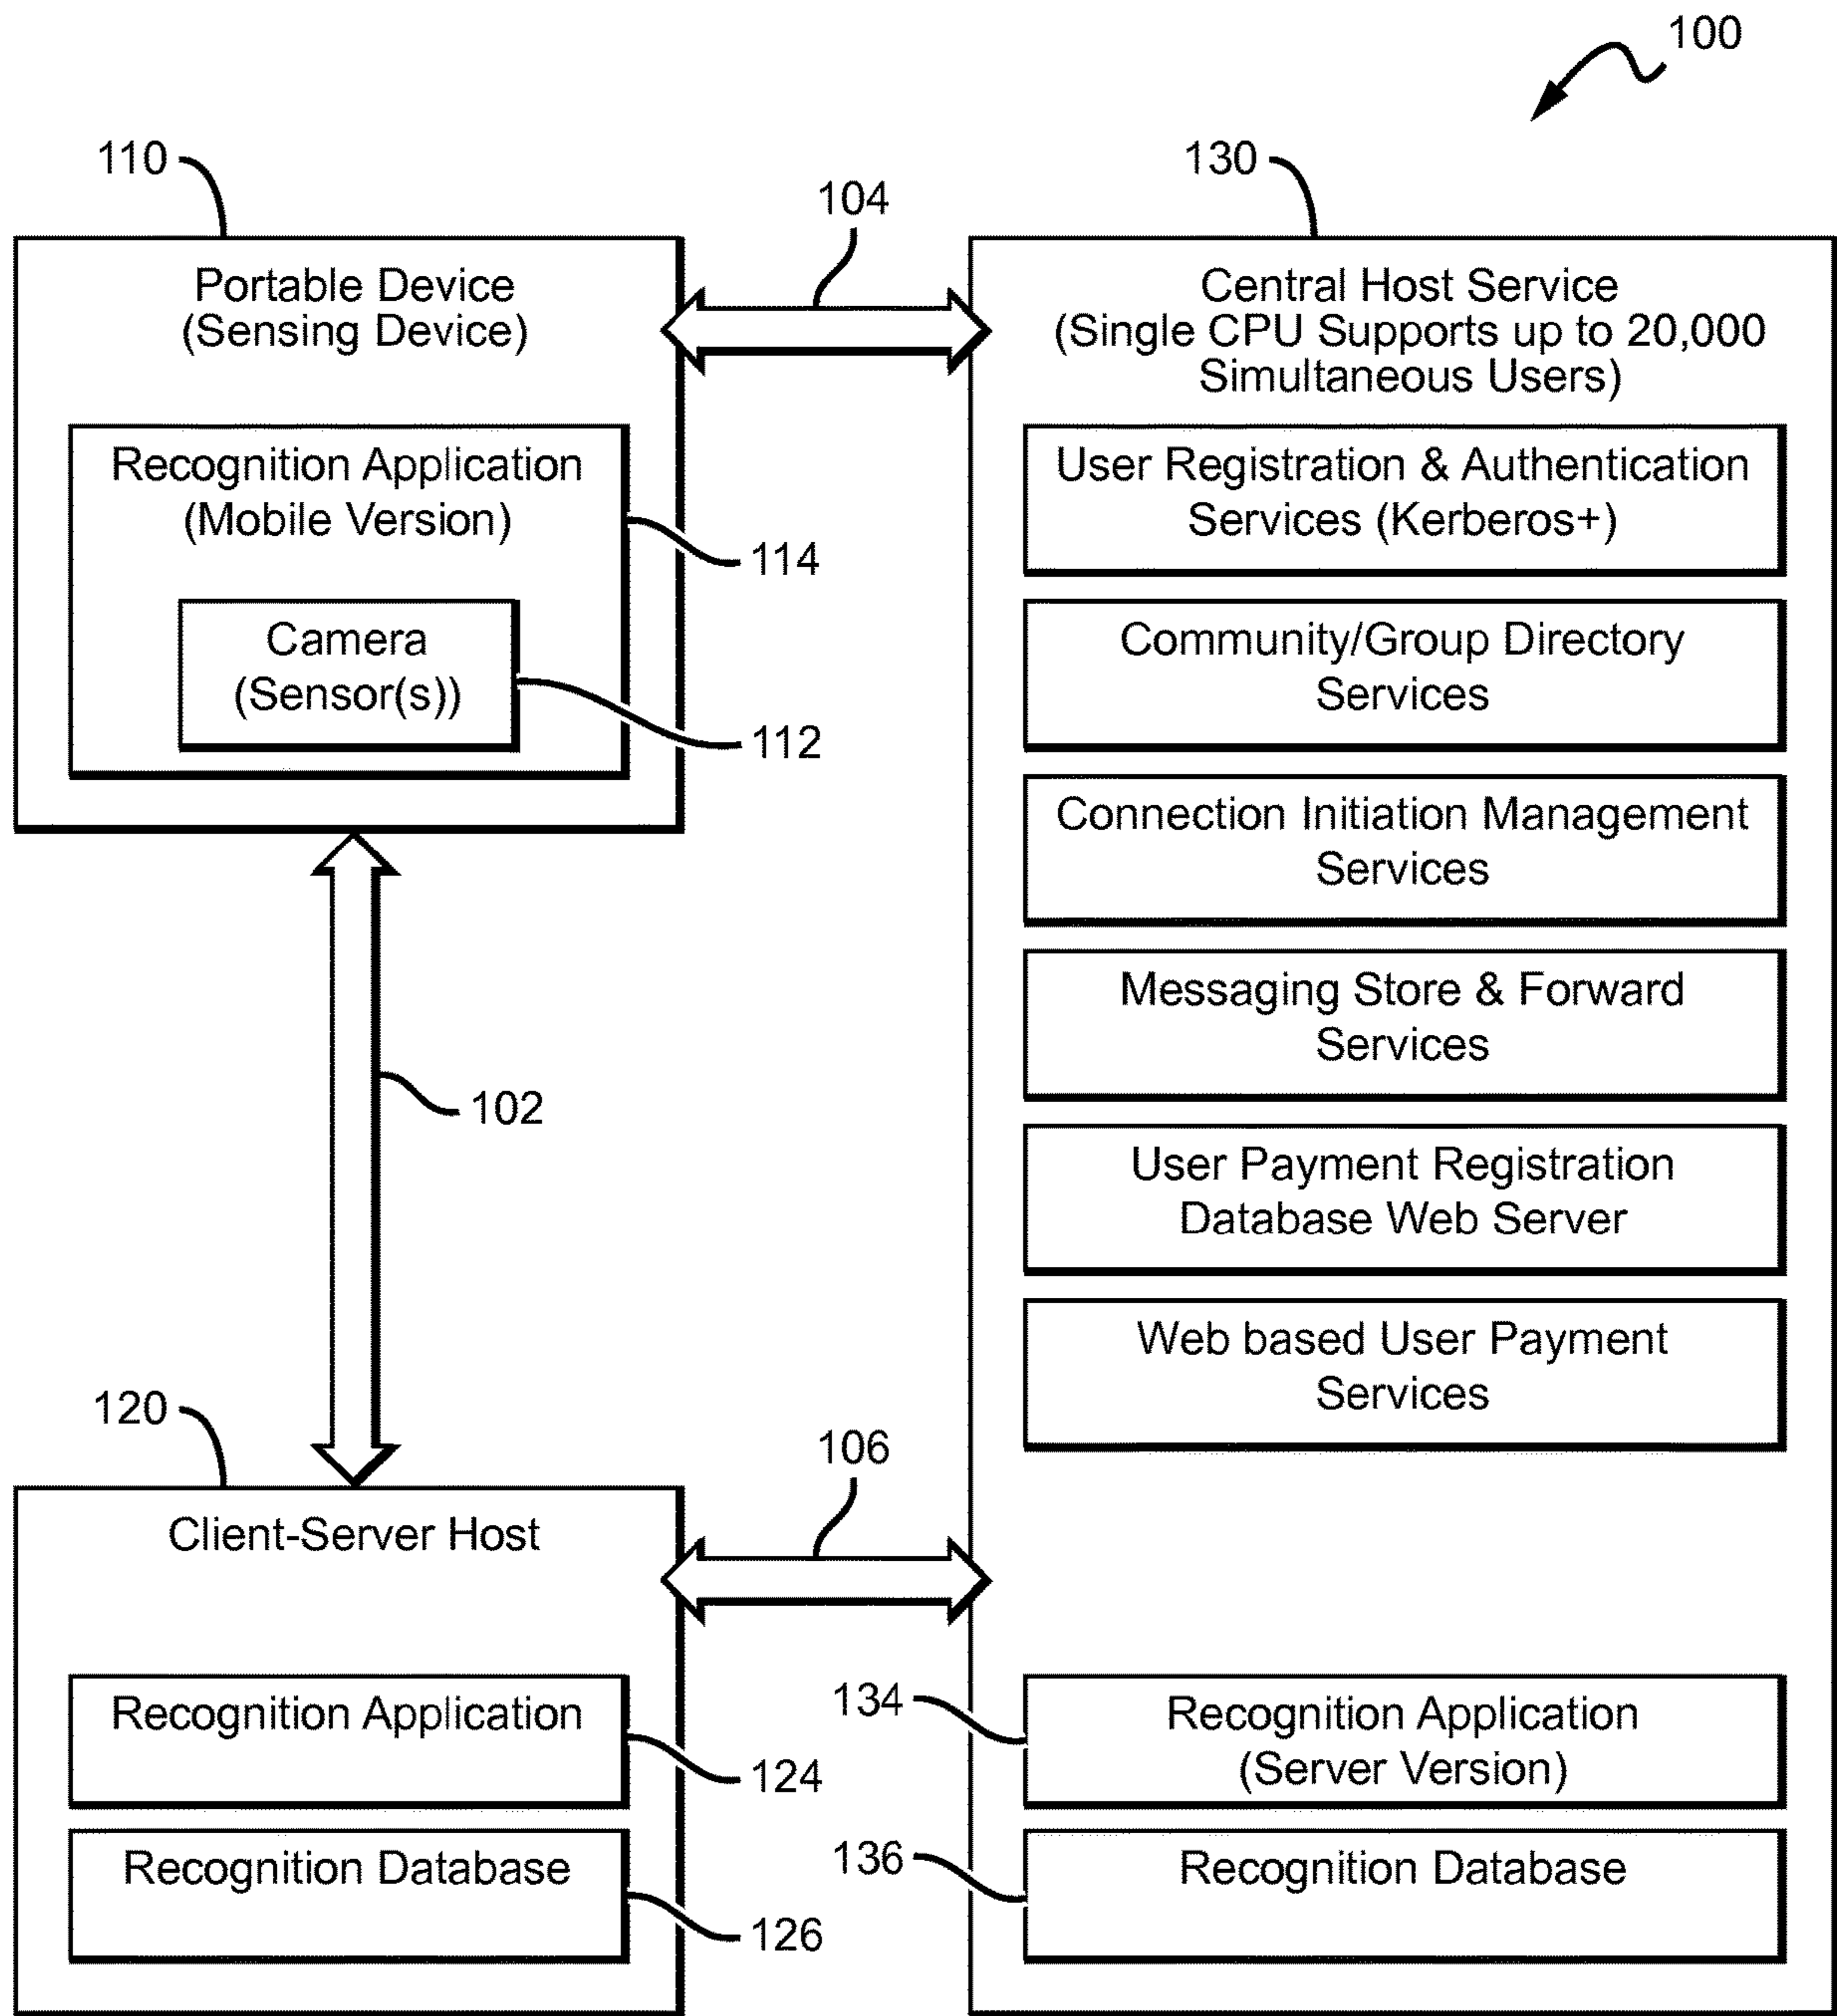 100
110
130
104
Portable Device
(Sensing Device)
Central Host Service
(Single CPU Supports up to 20,000
Simultaneous Users)
Recognition Application
(Mobile Version)
114
Camera
(Sensor(s))
112
User Registration & Authentication
Services (Kerberos+)
Community/Group Directory
Services
Connection Initiation Management
Services
Messaging Store & Forward
Services
102
User Payment Registration
Database Web Server
Web based User Payment
Services
120
106
Client-Server Host
Recognition Application
124
Recognition Database
126
134
Recognition Application
(Server Version)
136
Recognition Database